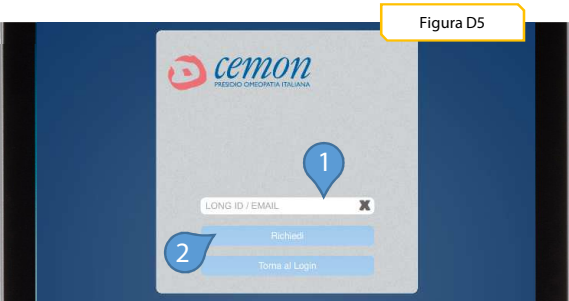 Figura D5
cemon
PRESIDIO OMEOPATIA ITALIANA
1
LONG ID / EMAIL
2
Richiedi
Torna al Login